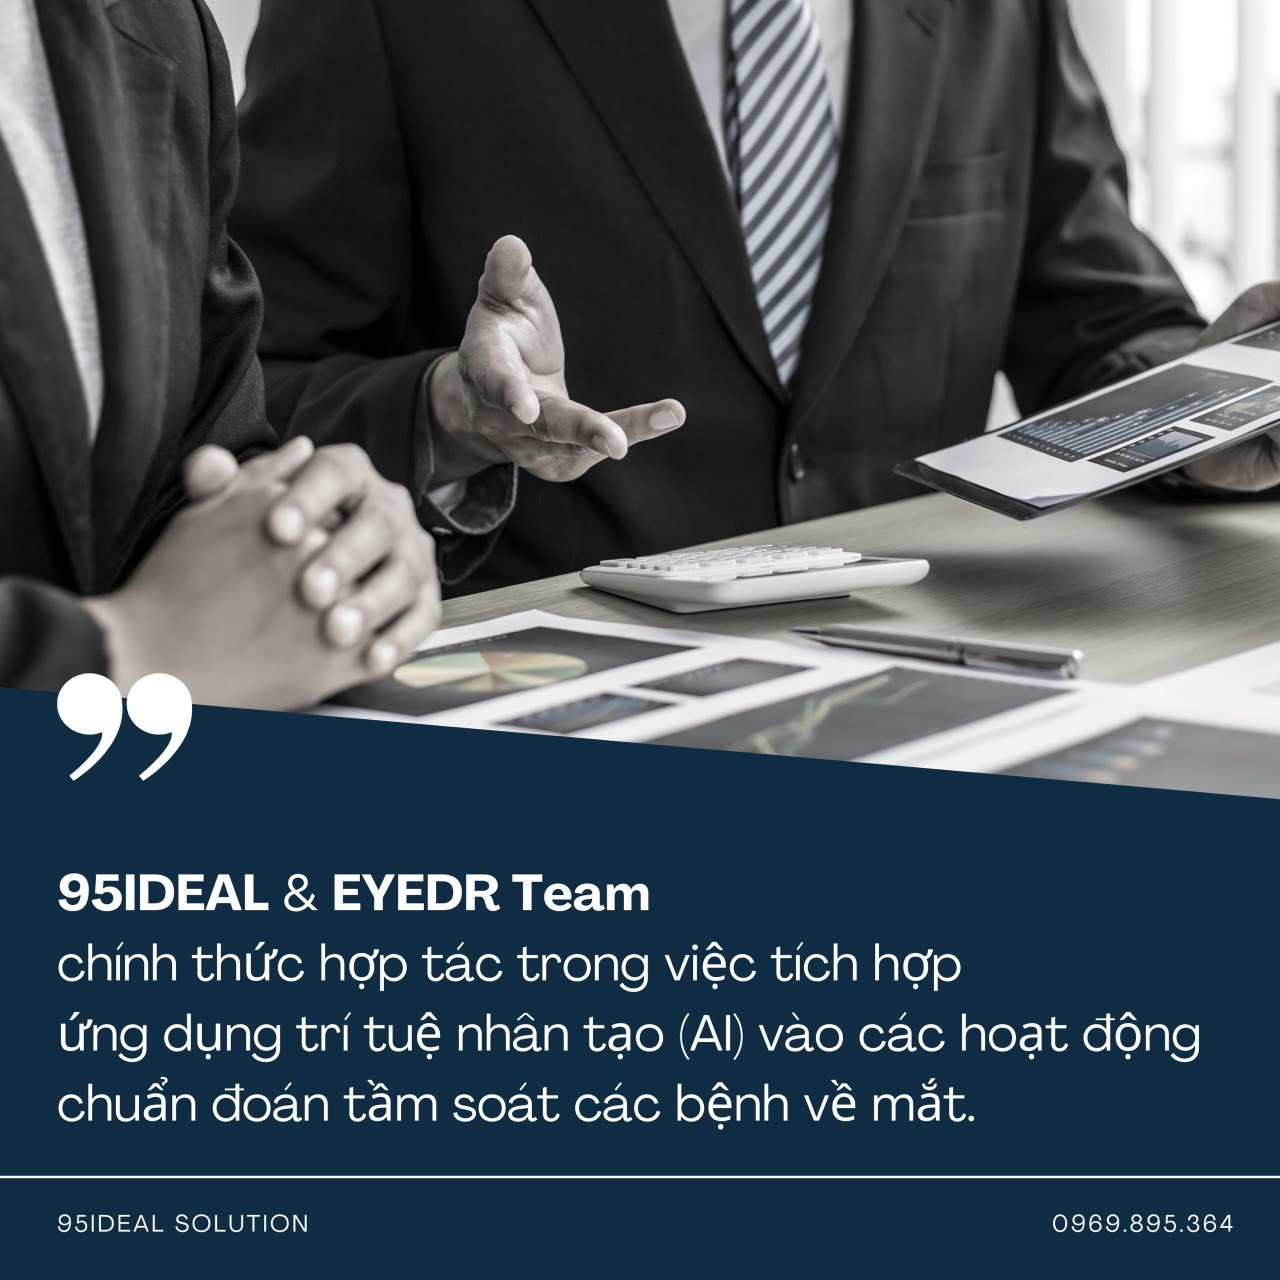 95IDEAL & EYEDR Team
chính thức hợp tác trong việc tích hợp
ứng dụng trí tuệ nhân tạo (AI) vào các hoạt động
chuẩn đoán tầm soát các bệnh về mắt.
95IDEAL SOLUTION
0969.895.364